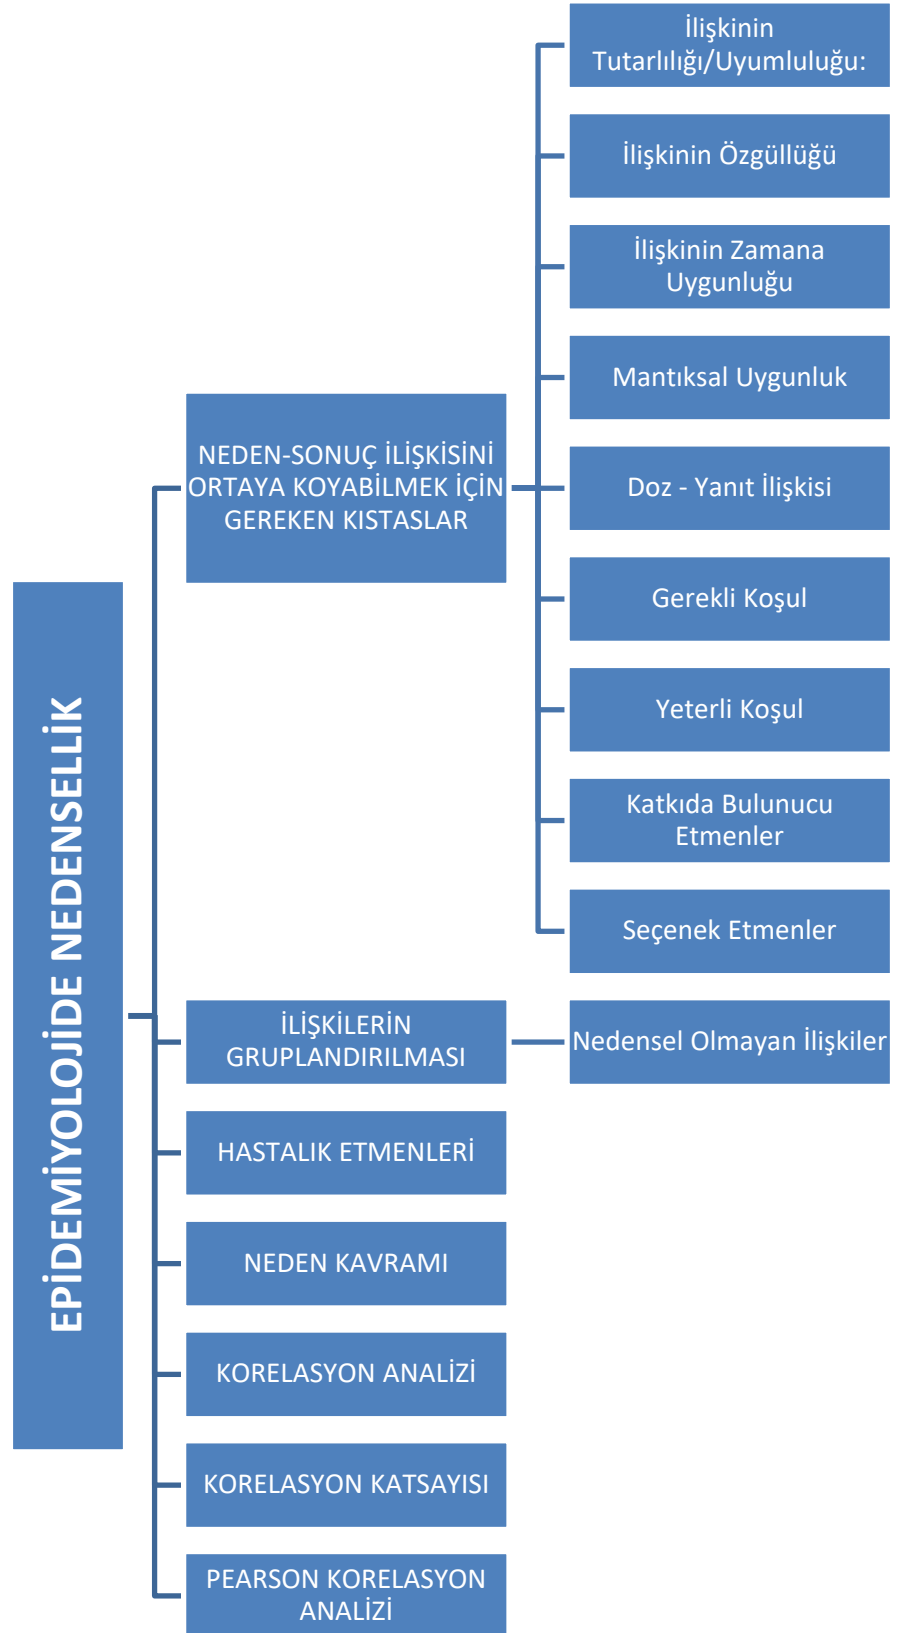 EPİDEMİYOLOJİDE NEDENSELLİK
NEDEN-SONUÇ İLİŞKİSİNİ
ORTAYA KOYABİLMEK İÇİN
GEREKEN KISTASLAR
İlişkinin
Tutarlılığı/Uyumluluğu:
İlişkinin Özgüllüğü
İlişkinin Zamana
Uygunluğu
Mantıksal Uygunluk
Doz - Yanıt İlişkisi
Gerekli Koşul
Yeterli Koşul
Katkıda Bulunucu
Etmenler
Seçenek Etmenler
İLİŞKİLERİN
GRUPLANDIRILMASI
Nedensel Olmayan İlişkiler
HASTALIK ETMENLERİ
NEDEN KAVRAMI
KORELASYON ANALİZİ
KORELASYON KATSAYISI
PEARSON KORELASYON
ANALİZİ